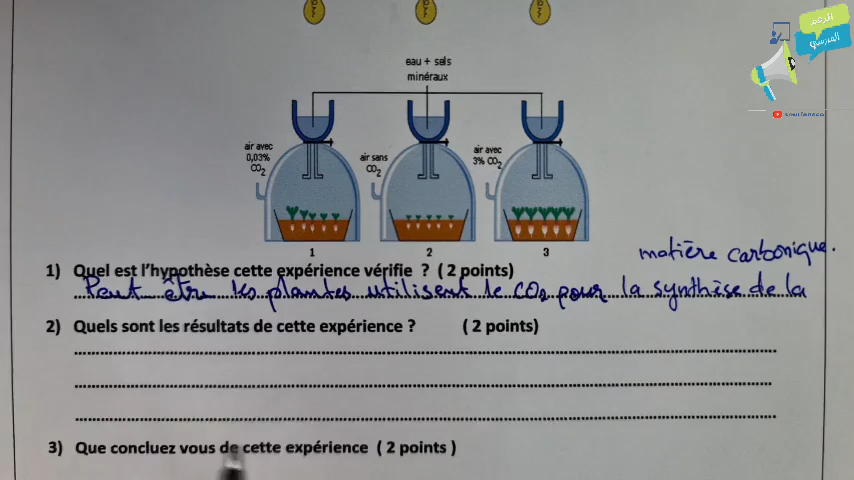 الدعم
المدرسي
eau + sels
minéraux
air avec
0,03%
CO2
air sans
CO2
air avec
3% CO2
1 2 3
matière carbonique.
1) Quel est l'hypothèse cette expérience vérifie ? ( 2 points)
Peut être les plantes utilisent le CO2 pour la synthèse de la
2) Quels sont les résultats de cette expérience ? ( 2 points)
3) Que concluez vous de cette expérience ( 2 points )